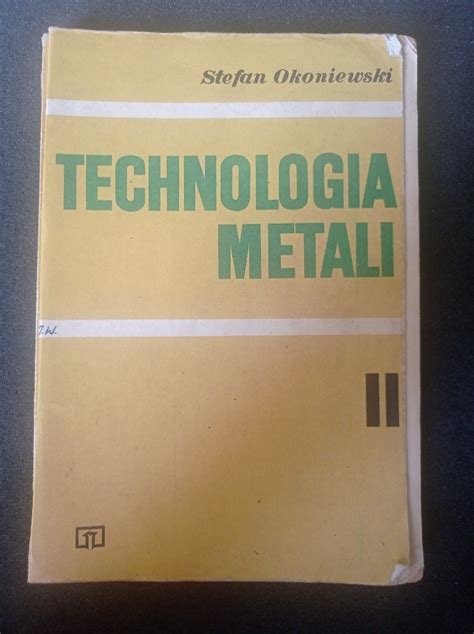 Stefan Okoniewski
TECHNOLOGIA
METALI
J.W.
II